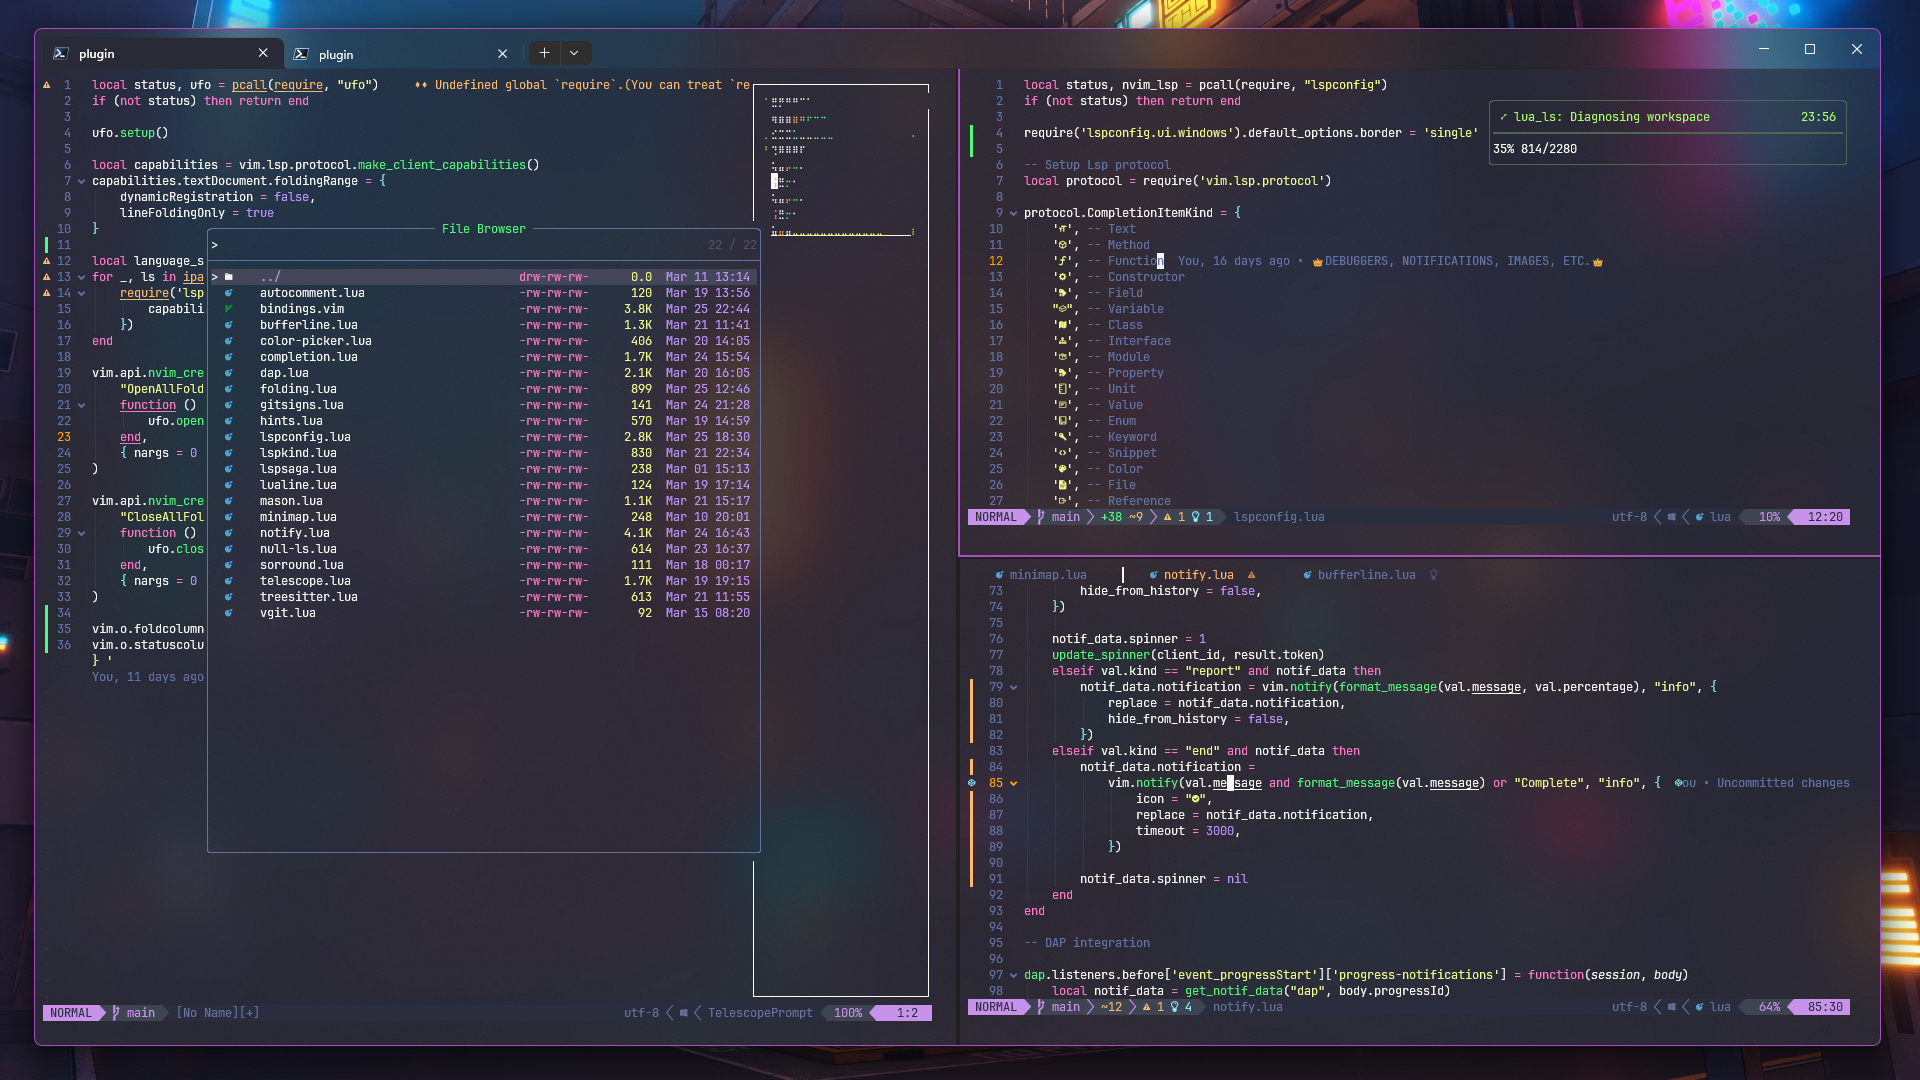 plugin
plugin
1 local status, ufo = pcall(require, "ufo") ♦♦ Undefined global `require`.(You can treat `re
2 if (not status) then return end
3
4 ufo.setup()
5
6 local capabilities = vim.lsp.protocol.make_client_capabilities()
7 capabilities.textDocument.foldingRange = {
8 dynamicRegistration = false,
9 lineFoldingOnly = true
10 }
11
12 local language_s
13 for _, ls in ipa
14 require('lsp
15 capabili
16 })
17 end
18
19 vim.api.nvim_cre
20 "OpenAllFold
21 function ()
22 ufo.open
23 end,
24 { nargs = 0
25 )
26
27 vim.api.nvim_cre
28 "CloseAllFol
29 function ()
30 ufo.clos
31 end,
32 { nargs = 0
33 )
34
35 vim.o.foldcolumn
36 vim.o.statuscolu
} '
You, 11 days ago
File Browser
> 22 / 22
> ../ drw-rw-rw- 0.0 Mar 11 13:14
autocomment.lua -rw-rw-rw- 120 Mar 19 13:56
bindings.vim -rw-rw-rw- 3.8K Mar 25 22:44
bufferline.lua -rw-rw-rw- 1.3K Mar 21 11:41
color-picker.lua -rw-rw-rw- 406 Mar 20 14:05
completion.lua -rw-rw-rw- 1.7K Mar 24 15:54
dap.lua -rw-rw-rw- 2.1K Mar 20 16:05
folding.lua -rw-rw-rw- 899 Mar 25 12:46
gitsigns.lua -rw-rw-rw- 141 Mar 24 21:28
hints.lua -rw-rw-rw- 570 Mar 19 14:59
lspconfig.lua -rw-rw-rw- 2.8K Mar 25 18:30
lspkind.lua -rw-rw-rw- 830 Mar 21 22:34
lspsaga.lua -rw-rw-rw- 238 Mar 01 15:13
lualine.lua -rw-rw-rw- 124 Mar 19 17:14
mason.lua -rw-rw-rw- 1.1K Mar 21 15:17
minimap.lua -rw-rw-rw- 248 Mar 10 20:01
notify.lua -rw-rw-rw- 4.1K Mar 24 16:43
null-ls.lua -rw-rw-rw- 614 Mar 23 16:37
sorround.lua -rw-rw-rw- 111 Mar 18 00:17
telescope.lua -rw-rw-rw- 1.7K Mar 19 19:15
treesitter.lua -rw-rw-rw- 613 Mar 21 11:55
vgit.lua -rw-rw-rw- 92 Mar 15 08:20
NORMAL main [No Name][+] utf-8 TelescopePrompt 100% 1:2
1 local status, nvim_lsp = pcall(require, "lspconfig")
2 if (not status) then return end
3
4 require('lspconfig.ui.windows').default_options.border = 'single'
5
6 -- Setup Lsp protocol
7 local protocol = require('vim.lsp.protocol')
8
9 protocol.CompletionItemKind = {
10 '', -- Text
11 '', -- Method
12 '', -- Function You, 16 days ago • 👑DEBUGGERS, NOTIFICATIONS, IMAGES, ETC.👑
13 '', -- Constructor
14 '', -- Field
15 "", -- Variable
16 '', -- Class
17 '', -- Interface
18 '', -- Module
19 '', -- Property
20 '', -- Unit
21 '', -- Value
22 '', -- Enum
23 '', -- Keyword
24 '', -- Snippet
25 '', -- Color
26 '', -- File
27 '', -- Reference
✓ lua_ls: Diagnosing workspace 23:56
35% 814/2280
NORMAL main +38 ~9 1 1 lspconfig.lua utf-8 lua 10% 12:20
minimap.lua notify.lua bufferline.lua
73 hide_from_history = false,
74 })
75
76 notif_data.spinner = 1
77 update_spinner(client_id, result.token)
78 elseif val.kind == "report" and notif_data then
79 notif_data.notification = vim.notify(format_message(val.message, val.percentage), "info", {
80 replace = notif_data.notification,
81 hide_from_history = false,
82 })
83 elseif val.kind == "end" and notif_data then
84 notif_data.notification =
85 vim.notify(val.message and format_message(val.message) or "Complete", "info", { ou • Uncommitted changes
86 icon = "",
87 replace = notif_data.notification,
88 timeout = 3000,
89 })
90
91 notif_data.spinner = nil
92 end
93 end
94
95 -- DAP integration
96
97 dap.listeners.before['event_progressStart']['progress-notifications'] = function(session, body)
98 local notif_data = get_notif_data("dap", body.progressId)
NORMAL main ~12 1 4 notify.lua utf-8 lua 64% 85:30